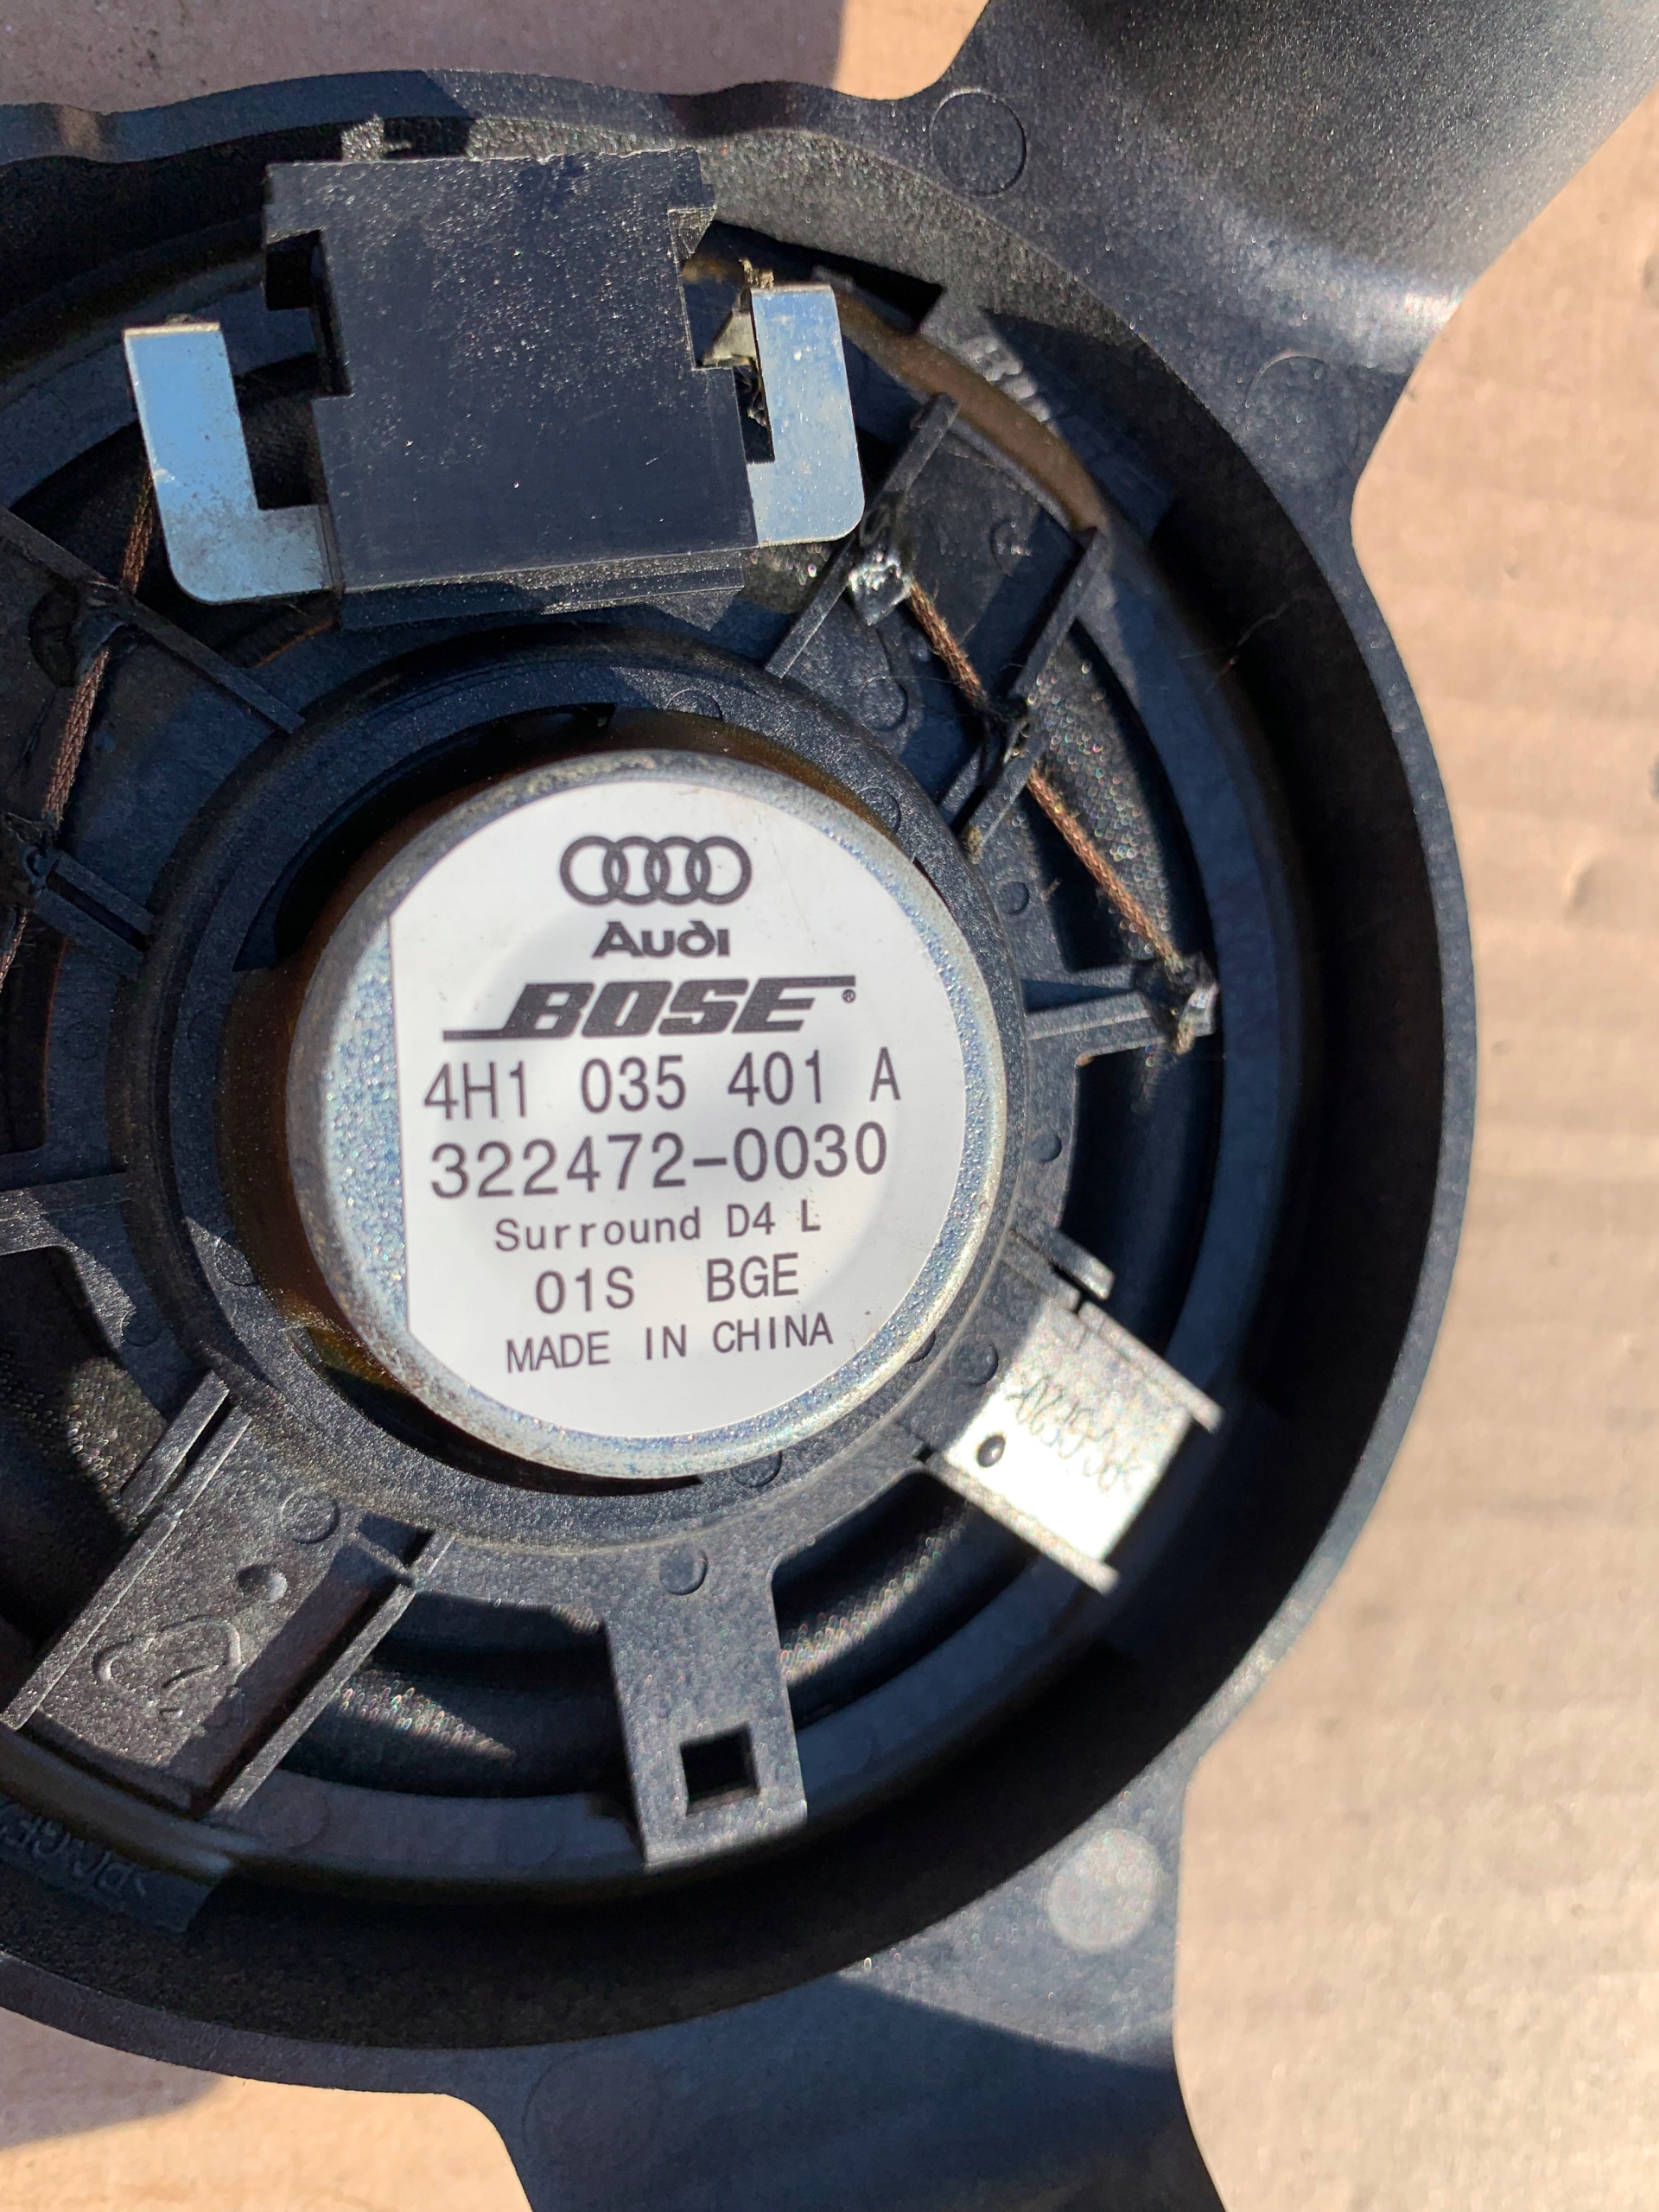 Audi
BOSE®
4H1 035 401 A
322472-0030
Surround D4 L
01S BGE
MADE IN CHINA